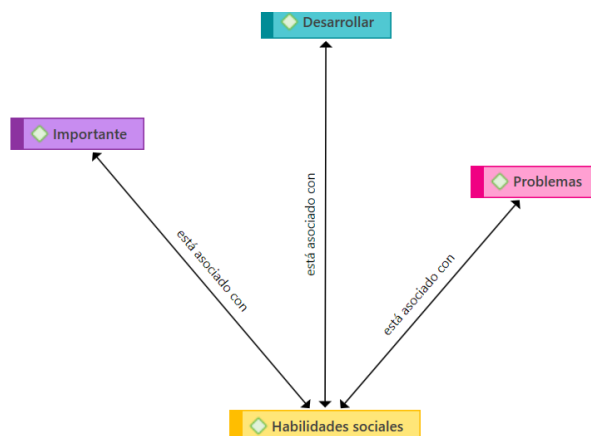 Desarrollar
Importante
Problemas
está asociado con
está asociado con
está asociado con
Habilidades sociales